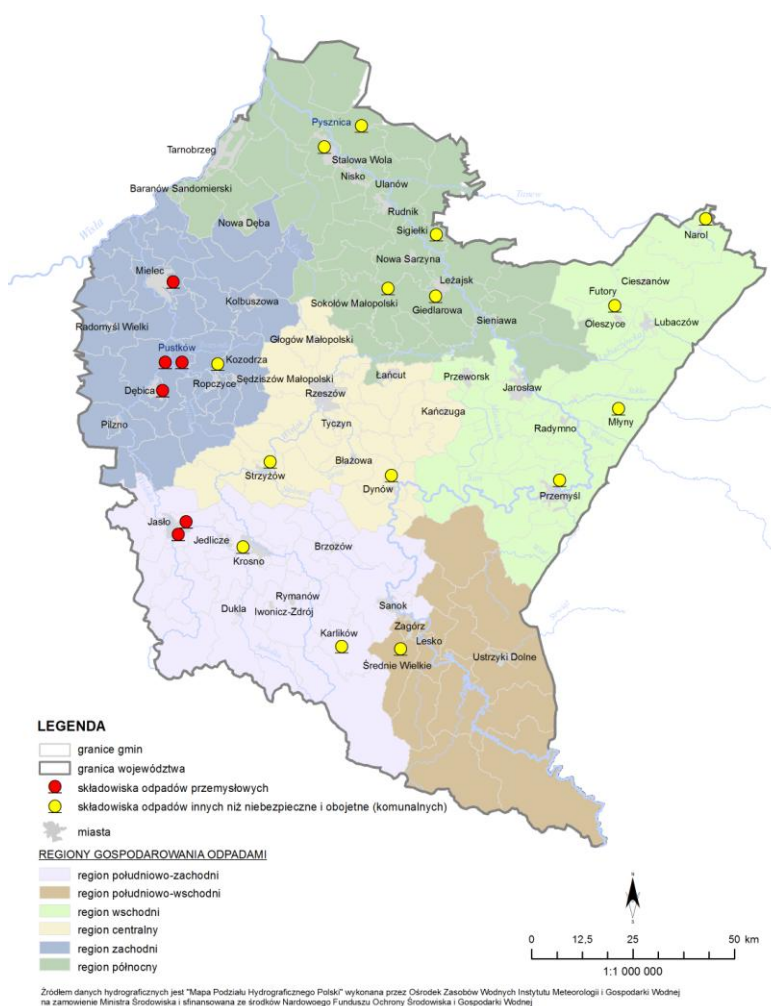 Pysznica
Tarnobrzeg
Stalowa Wola
Nisko
Ulanów
Baranów Sandomierski
Rudnik
Nowa Dęba
Sigiełki
Narol
Wisła
Nowa Sarzyna
Mielec
Cieszanów
Leżajsk
Futory
Kolbuszowa
Sokołów Małopolski
Giedlarowa
Oleszyce
Lubaczów
Radomyśl Wielki
Sieniawa
Głogów Małopolski
Pustków
Kozodrza
Łańcut
Przeworsk
Sędziszów Małopolski
Ropczyce
Dębica
Rzeszów
Jarosław
Kańczuga
Młyny
Pilzno
Tyczyn
Radymno
Błażowa
Strzyżów
Dynów
Przemyśl
Jasło
Jedlicze
Brzozów
Krosno
Rymanów
Sanok
Dukla
Iwonicz-Zdrój
Zagórz
Karlików
Lesko
Średnie Wielkie
Ustrzyki Dolne
LEGENDA
granice gmin
granica województwa
składowiska odpadów przemysłowych
składowiska odpadów innych niż niebezpieczne i obojętne (komunalnych)
miasta
REGIONY GOSPODAROWANIA ODPADAMI
region południowo-zachodni
region południowo-wschodni
region wschodni
region centralny
region zachodni
region północny
N
S
0 12,5 25 50 km
1:1 000 000
Źródłem danych hydrograficznych jest "Mapa Podziału Hydrograficznego Polski" wykonana przez Ośrodek Zasobów Wodnych Instytutu Meteorologii i Gospodarki Wodnej
na zamowienie Ministra Środowiska i sfinansowana ze środków Nardowoego Funduszu Ochrony Środowiska i Gospodarki Wodnej